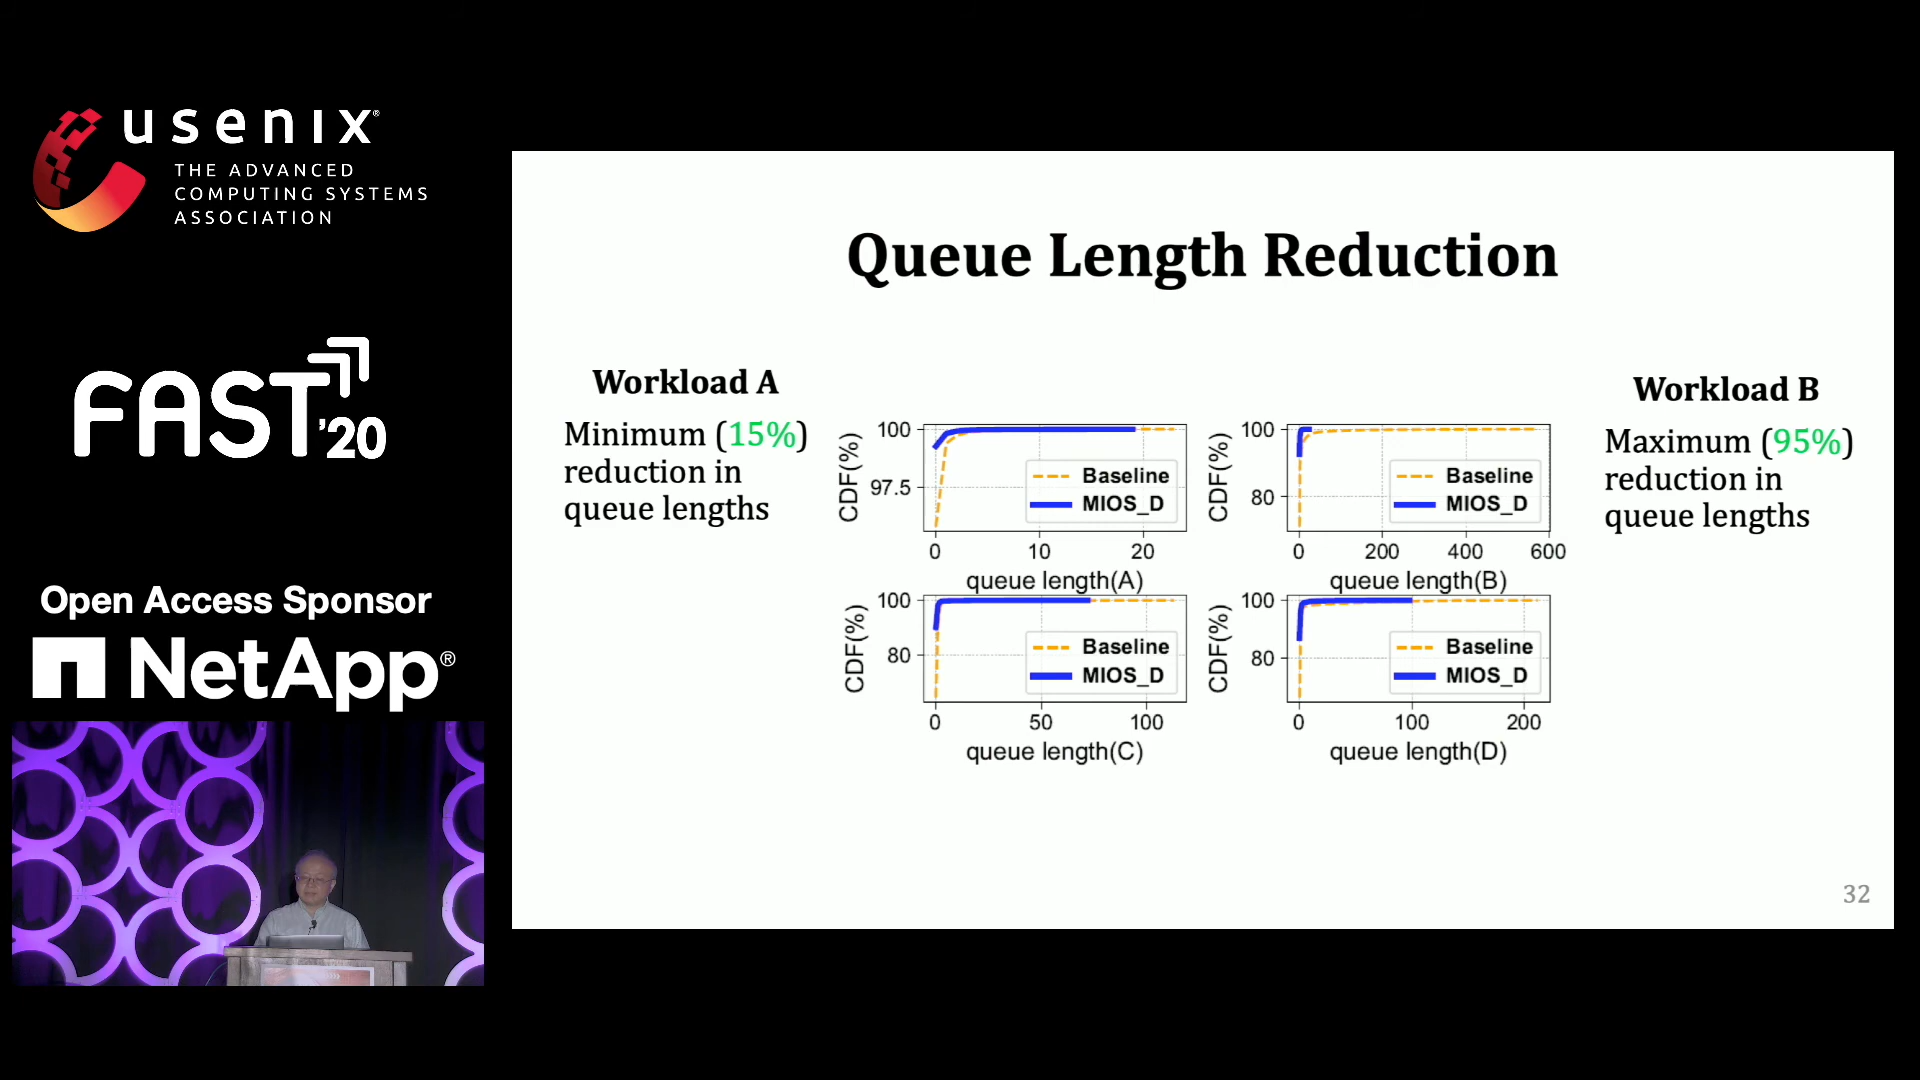 usenix®
THE ADVANCED
COMPUTING SYSTEMS
ASSOCIATION
FAST '20
Open Access Sponsor
NetApp®
Queue Length Reduction
Workload A
Minimum (15%)
reduction in
queue lengths
Workload B
Maximum (95%)
reduction in
queue lengths
CDF(%)
100
97.5
Baseline
MIOS_D
0 10 20
queue length(A)
CDF(%)
100
80
Baseline
MIOS_D
0 200 400 600
queue length(B)
CDF(%)
100
80
Baseline
MIOS_D
0 50 100
queue length(C)
CDF(%)
100
80
Baseline
MIOS_D
0 100 200
queue length(D)
32